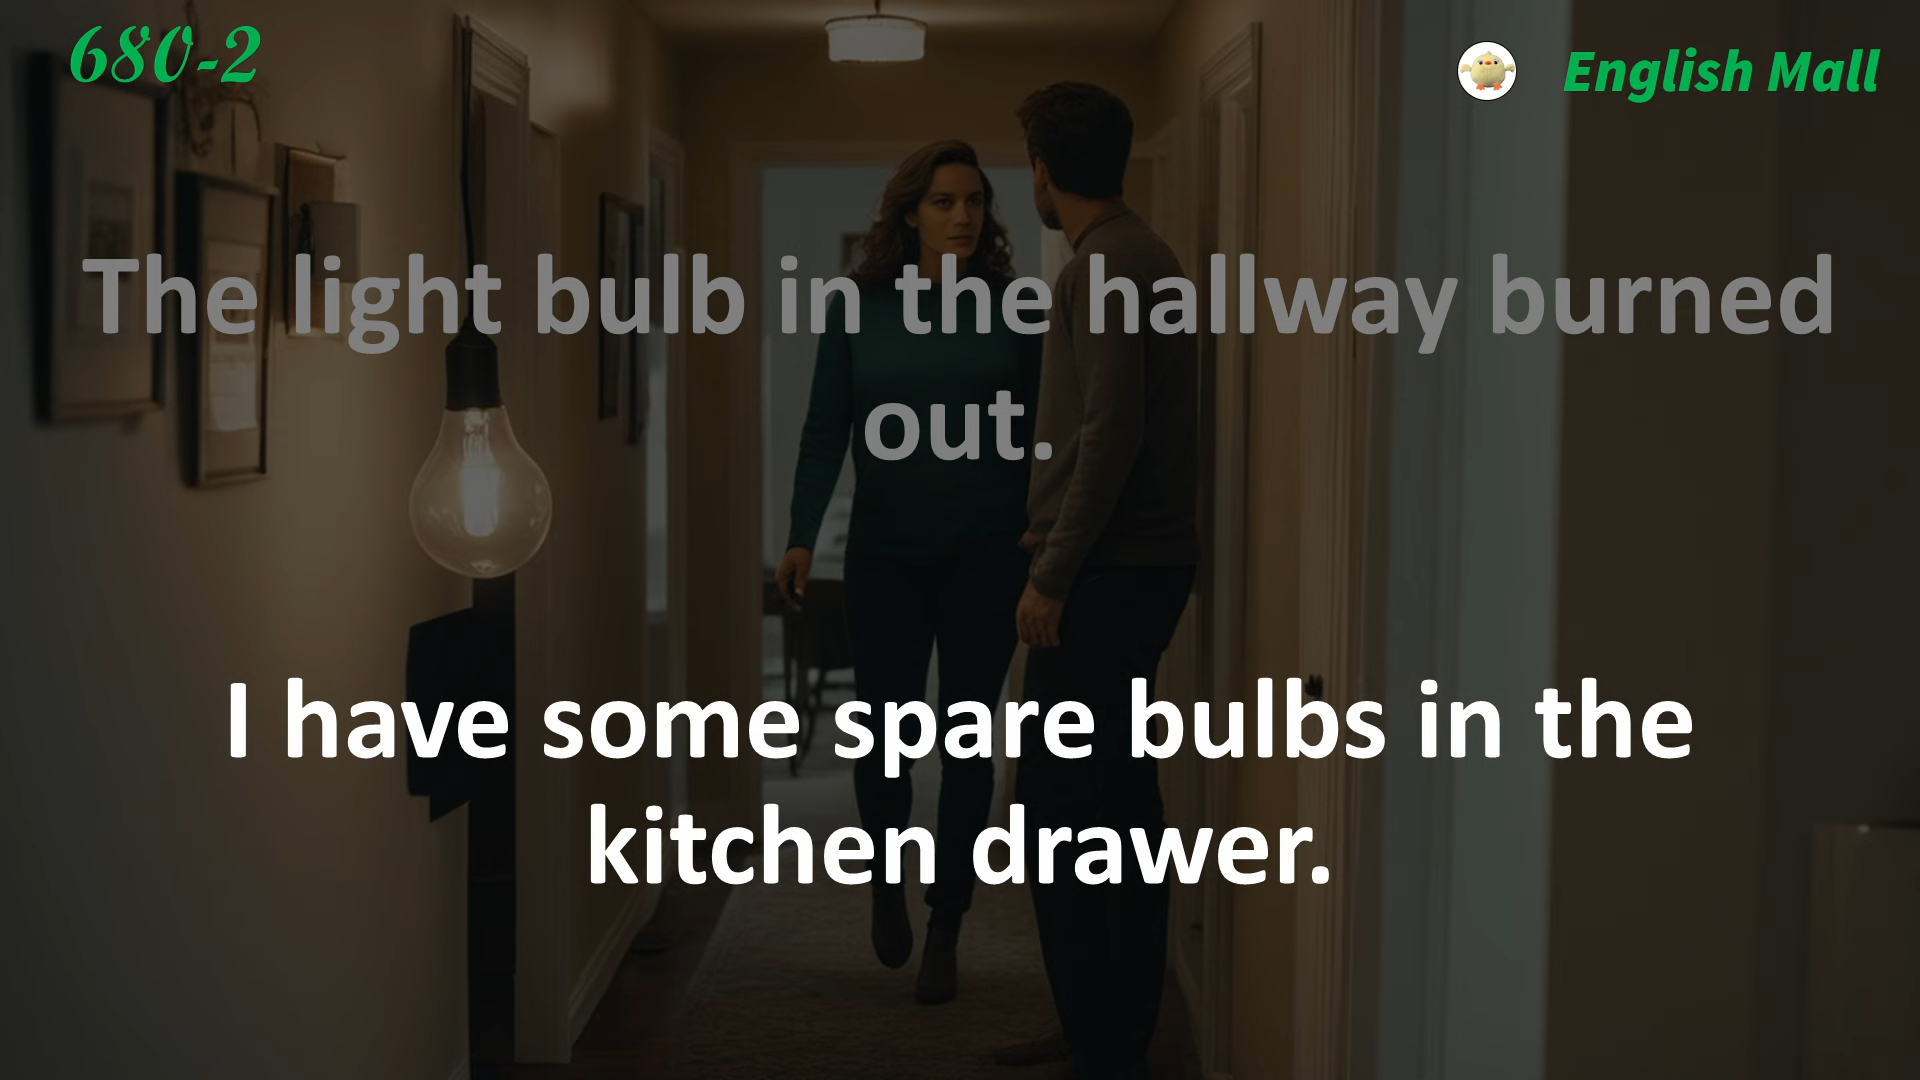 680-2
English Mall
The light bulb in the hallway burned
out.
I have some spare bulbs in the
kitchen drawer.